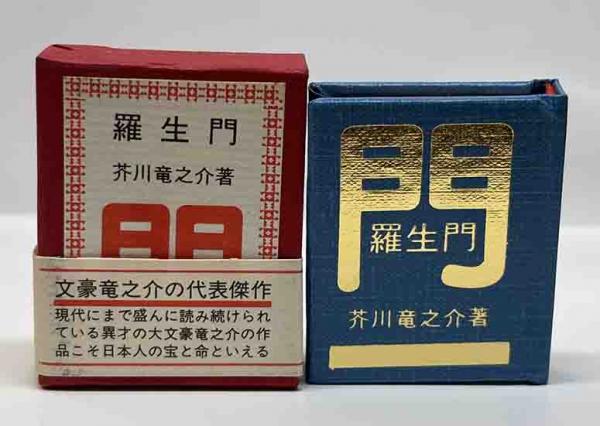 羅生門
芥川竜之介著
門
文豪竜之介の代表傑作
現代にまで盛んに読み続けられ
ている異才の大文豪竜之介の作
品こそ日本人の宝と命といえる
門
羅生門
芥川竜之介著